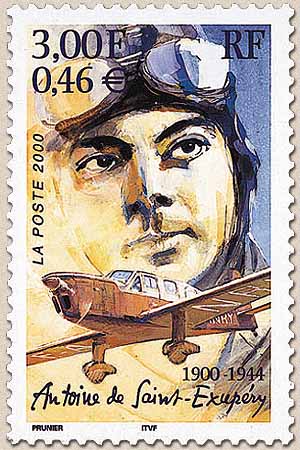 3,00F RF
0,46 €
LA POSTE 2000
1900-1944
Antoine de Saint-Exupéry
PRUNIER ITVF